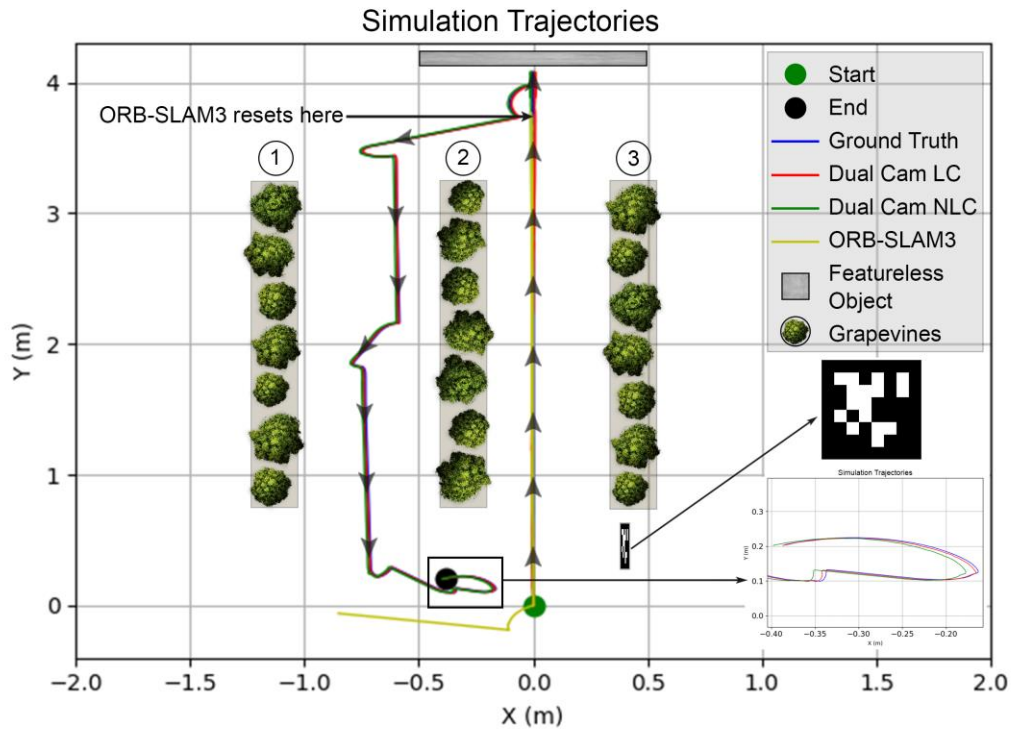 Simulation Trajectories
ORB-SLAM3 resets here
1
2
3
Start
End
Ground Truth
Dual Cam LC
Dual Cam NLC
ORB-SLAM3
Featureless
Object
Grapevines
4
3
2
1
0
Y (m)
-2.0 -1.5 -1.0 -0.5 0.0 0.5 1.0 1.5 2.0
X (m)
Simulation Trajectories
0.3
0.2
0.1
0.0
Y (m)
-0.40 -0.35 -0.30 -0.25 -0.20
X (m)